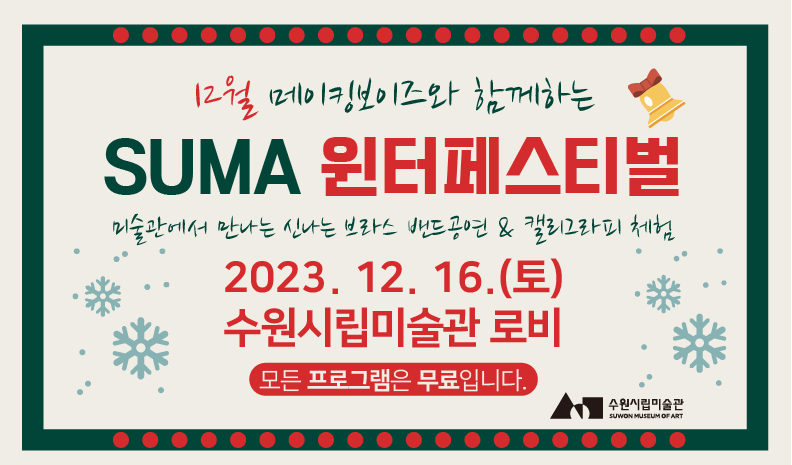 12월 메이킹보이즈와 함께하는
SUMA 윈터페스티벌
미술관에서 만나는 신나는 브라스 밴드공연 & 캘리그라피 체험
2023. 12. 16.(토)
수원시립미술관 로비
모든 프로그램은 무료입니다.
수원시립미술관
SUWON MUSEUM OF ART